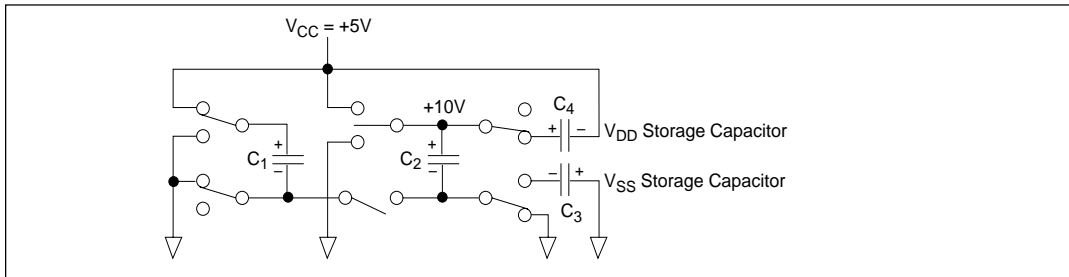 V_CC = +5V
+10V
C_4
+ −
V_DD Storage Capacitor
+
C_1
−
+
C_2
−
− +
V_SS Storage Capacitor
C_3